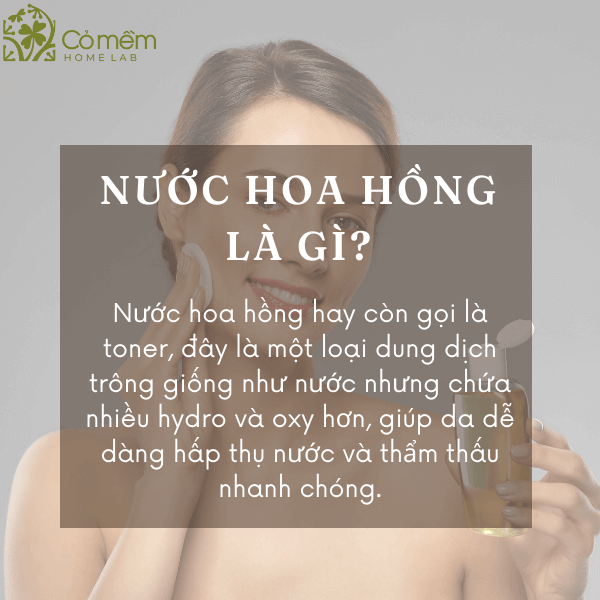 Cỏ mềm
HOME LAB
NƯỚC HOA HỒNG
LÀ GÌ?
Nước hoa hồng hay còn gọi là
toner, đây là một loại dung dịch
trông giống như nước nhưng chứa
nhiều hydro và oxy hơn, giúp da dễ
dàng hấp thụ nước và thẩm thấu
nhanh chóng.